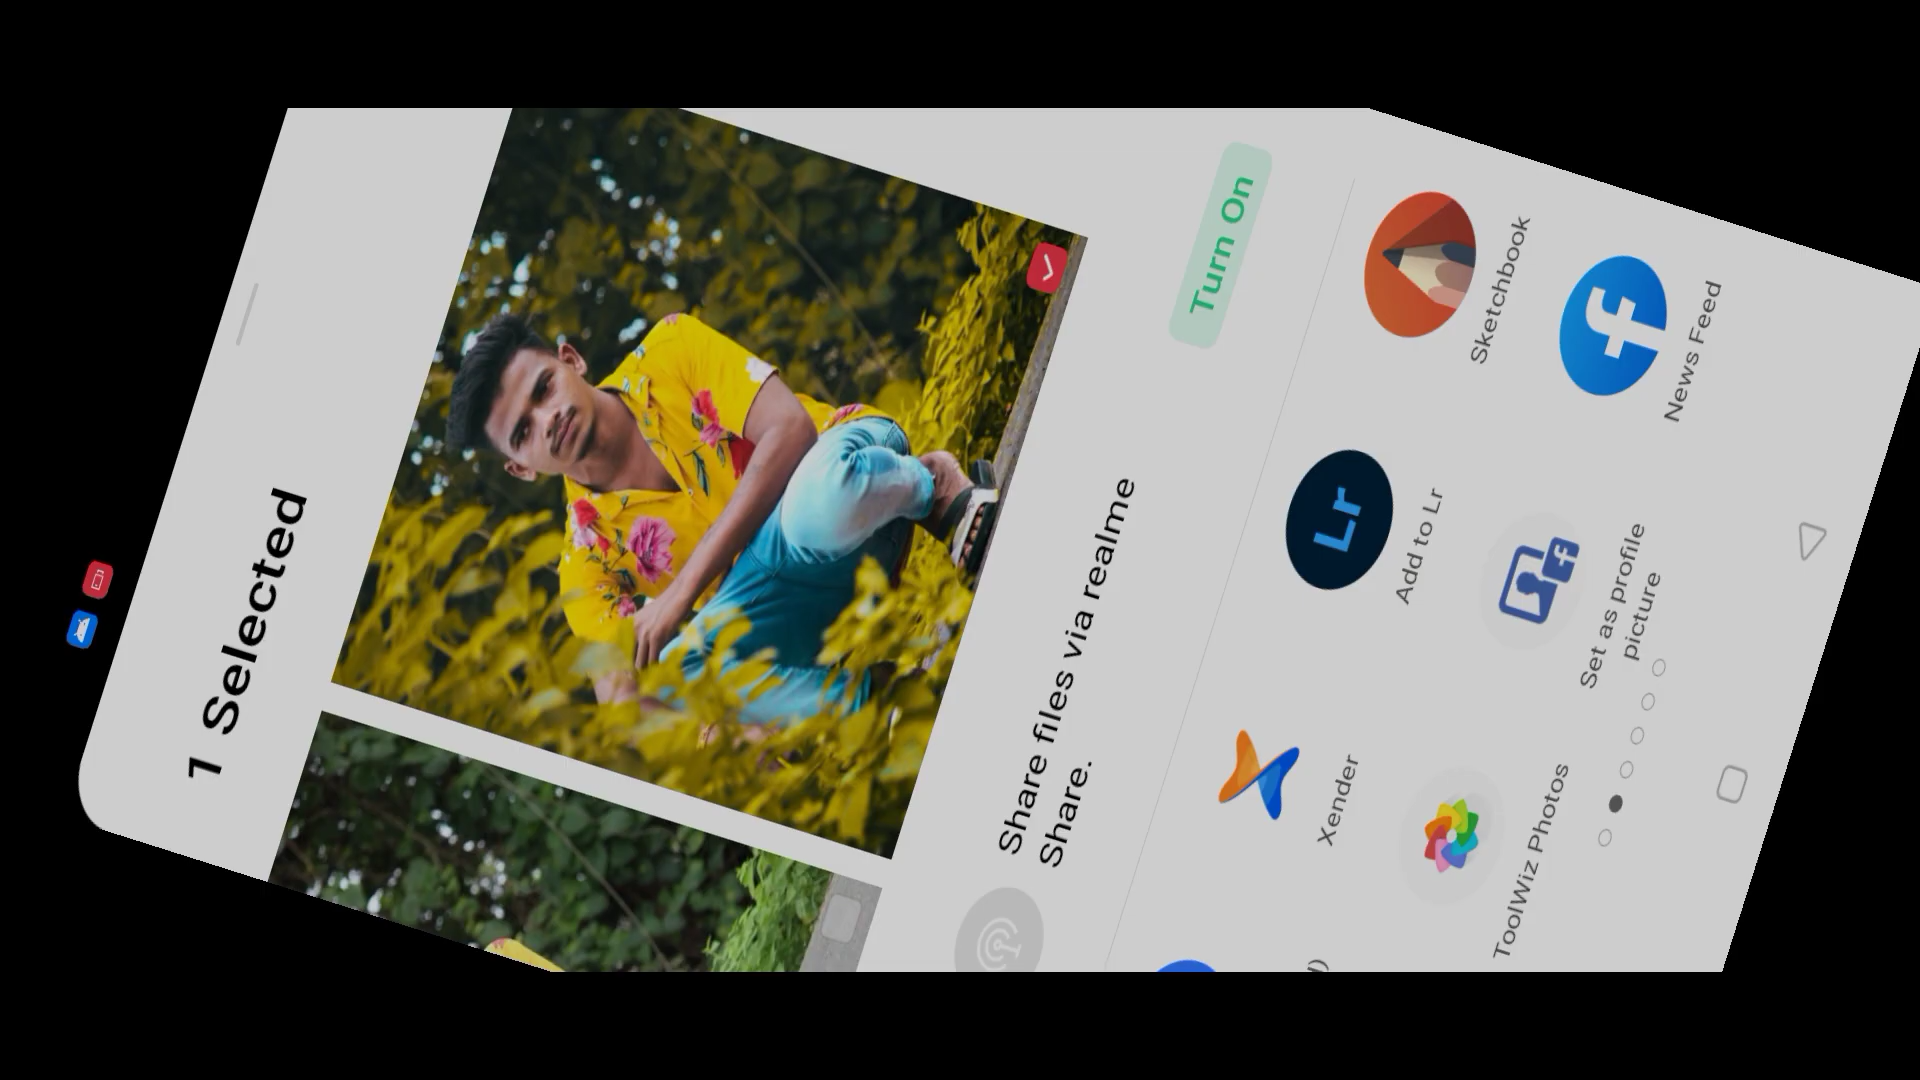 1 Selected
Share files via realme
Share.
Turn On
Xender
Add to Lr
Sketchbook
ToolWiz Photos
Set as profile
picture
News Feed